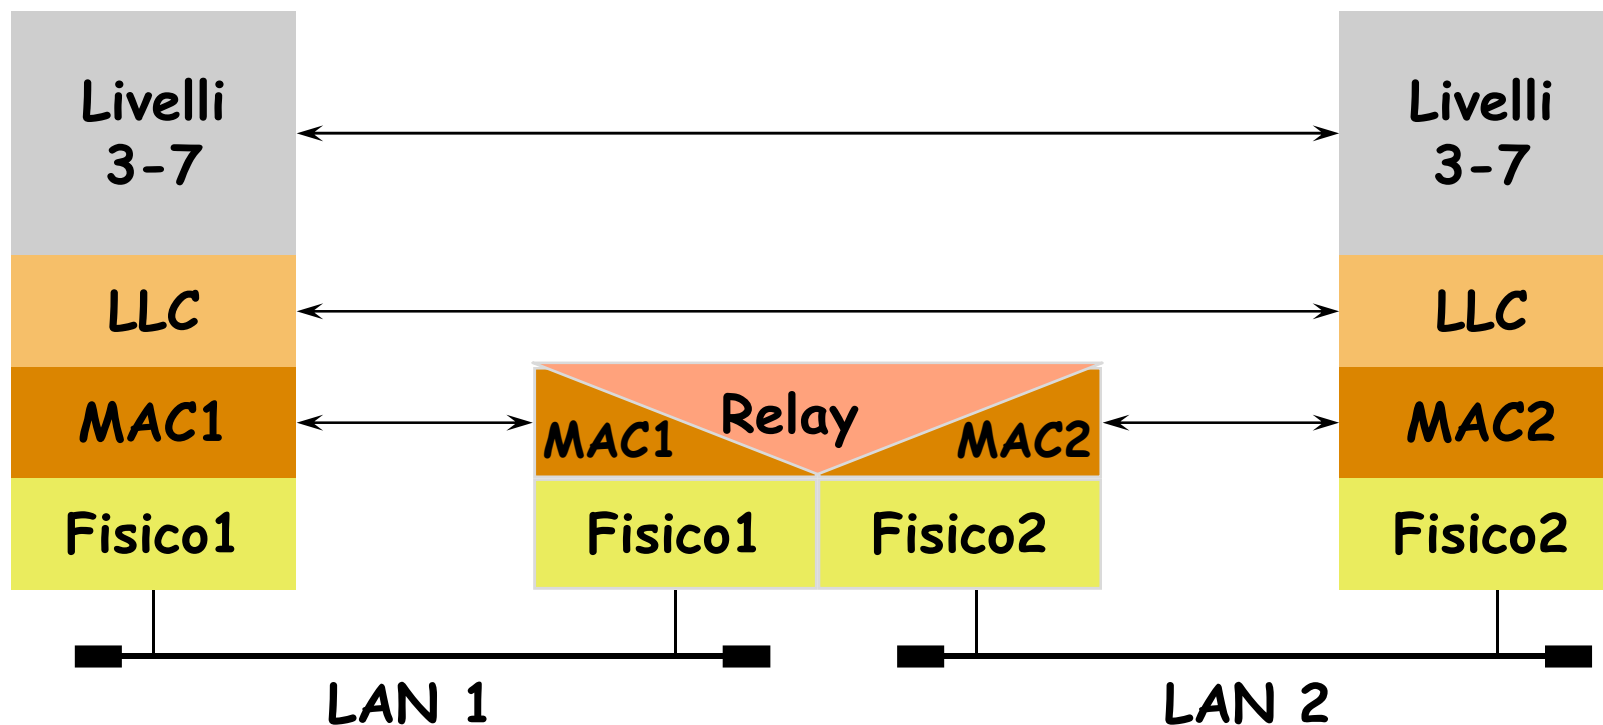 Livelli
3-7
Livelli
3-7
LLC
LLC
MAC1
MAC1
Relay
MAC2
MAC2
Fisico1
Fisico1
Fisico2
Fisico2
LAN 1
LAN 2